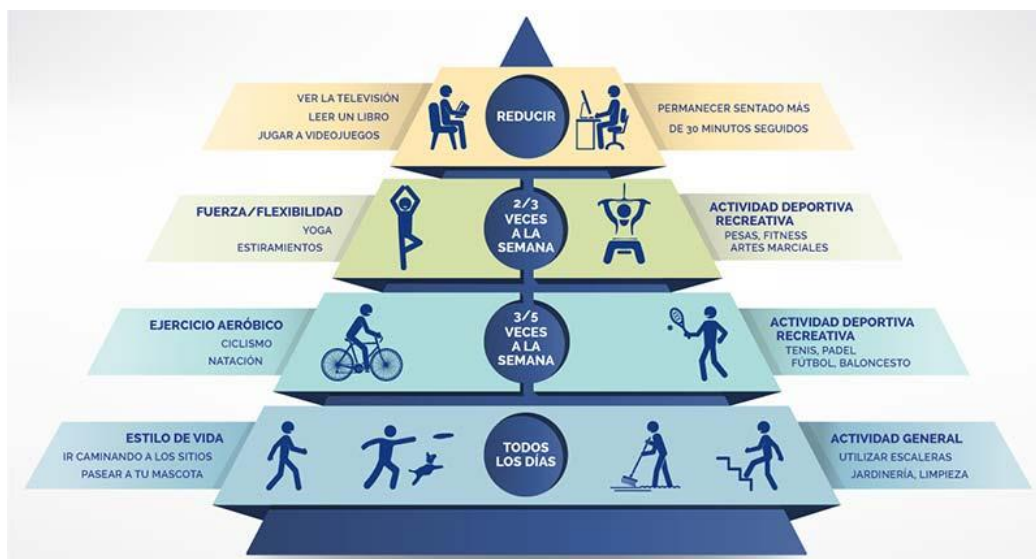 VER LA TELEVISIÓN
LEER UN LIBRO
JUGAR A VIDEOJUEGOS
REDUCIR
PERMANECER SENTADO MÁS
DE 30 MINUTOS SEGUIDOS
FUERZA/FLEXIBILIDAD
YOGA
ESTIRAMIENTOS
2/3
VECES
A LA
SEMANA
ACTIVIDAD DEPORTIVA
RECREATIVA
PESAS, FITNESS
ARTES MARCIALES
EJERCICIO AERÓBICO
CICLISMO
NATACIÓN
3/5
VECES
A LA
SEMANA
ACTIVIDAD DEPORTIVA
RECREATIVA
TENIS, PADEL
FÚTBOL, BALONCESTO
ESTILO DE VIDA
IR CAMINANDO A LOS SITIOS
PASEAR A TU MASCOTA
TODOS
LOS DÍAS
ACTIVIDAD GENERAL
UTILIZAR ESCALERAS
JARDINERÍA, LIMPIEZA